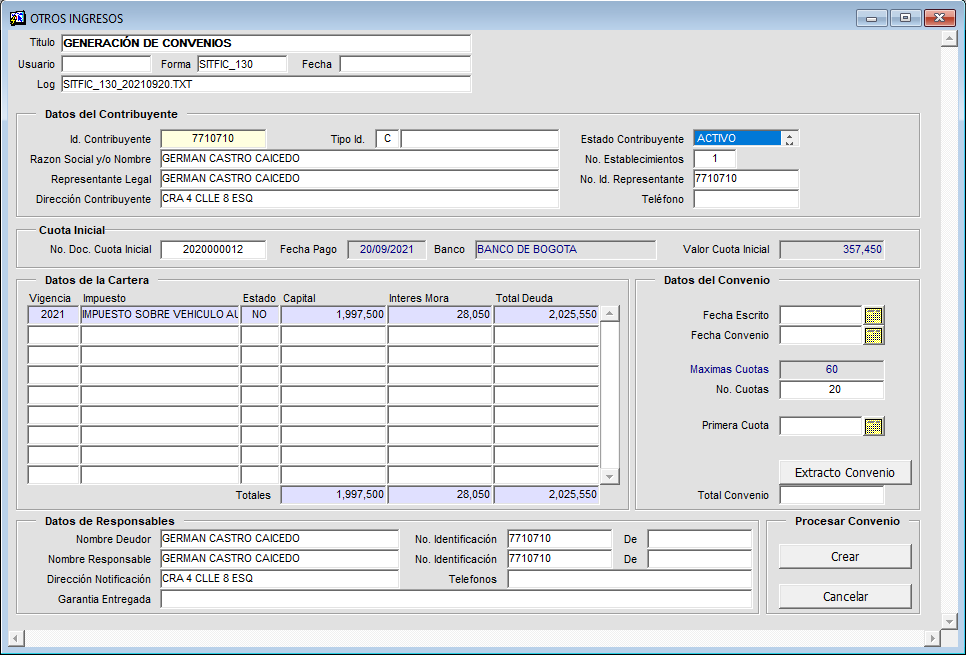 OTROS INGRESOS
Titulo GENERACIÓN DE CONVENIOS
Usuario Forma SITFIC_130 Fecha
Log SITFIC_130_20210920.TXT
Datos del Contribuyente
Id. Contribuyente 7710710 Tipo Id. C Estado Contribuyente ACTIVO
Razon Social y/o Nombre GERMAN CASTRO CAICEDO No. Establecimientos 1
Representante Legal GERMAN CASTRO CAICEDO No. Id. Representante 7710710
Dirección Contribuyente CRA 4 CLLE 8 ESQ Teléfono
Cuota Inicial
No. Doc. Cuota Inicial 2020000012 Fecha Pago 20/09/2021 Banco BANCO DE BOGOTA Valor Cuota Inicial 357,450
Datos de la Cartera
Vigencia Impuesto Estado Capital Interes Mora Total Deuda
2021 IMPUESTO SOBRE VEHICULO AU NO 1,997,500 28,050 2,025,550
Totales 1,997,500 28,050 2,025,550
Datos del Convenio
Fecha Escrito
Fecha Convenio
Maximas Cuotas 60
No. Cuotas 20
Primera Cuota
Extracto Convenio
Total Convenio
Datos de Responsables
Nombre Deudor GERMAN CASTRO CAICEDO No. Identificación 7710710 De
Nombre Responsable GERMAN CASTRO CAICEDO No. Identificación 7710710 De
Dirección Notificación CRA 4 CLLE 8 ESQ Telefonos
Garantia Entregada
Procesar Convenio
Crear
Cancelar